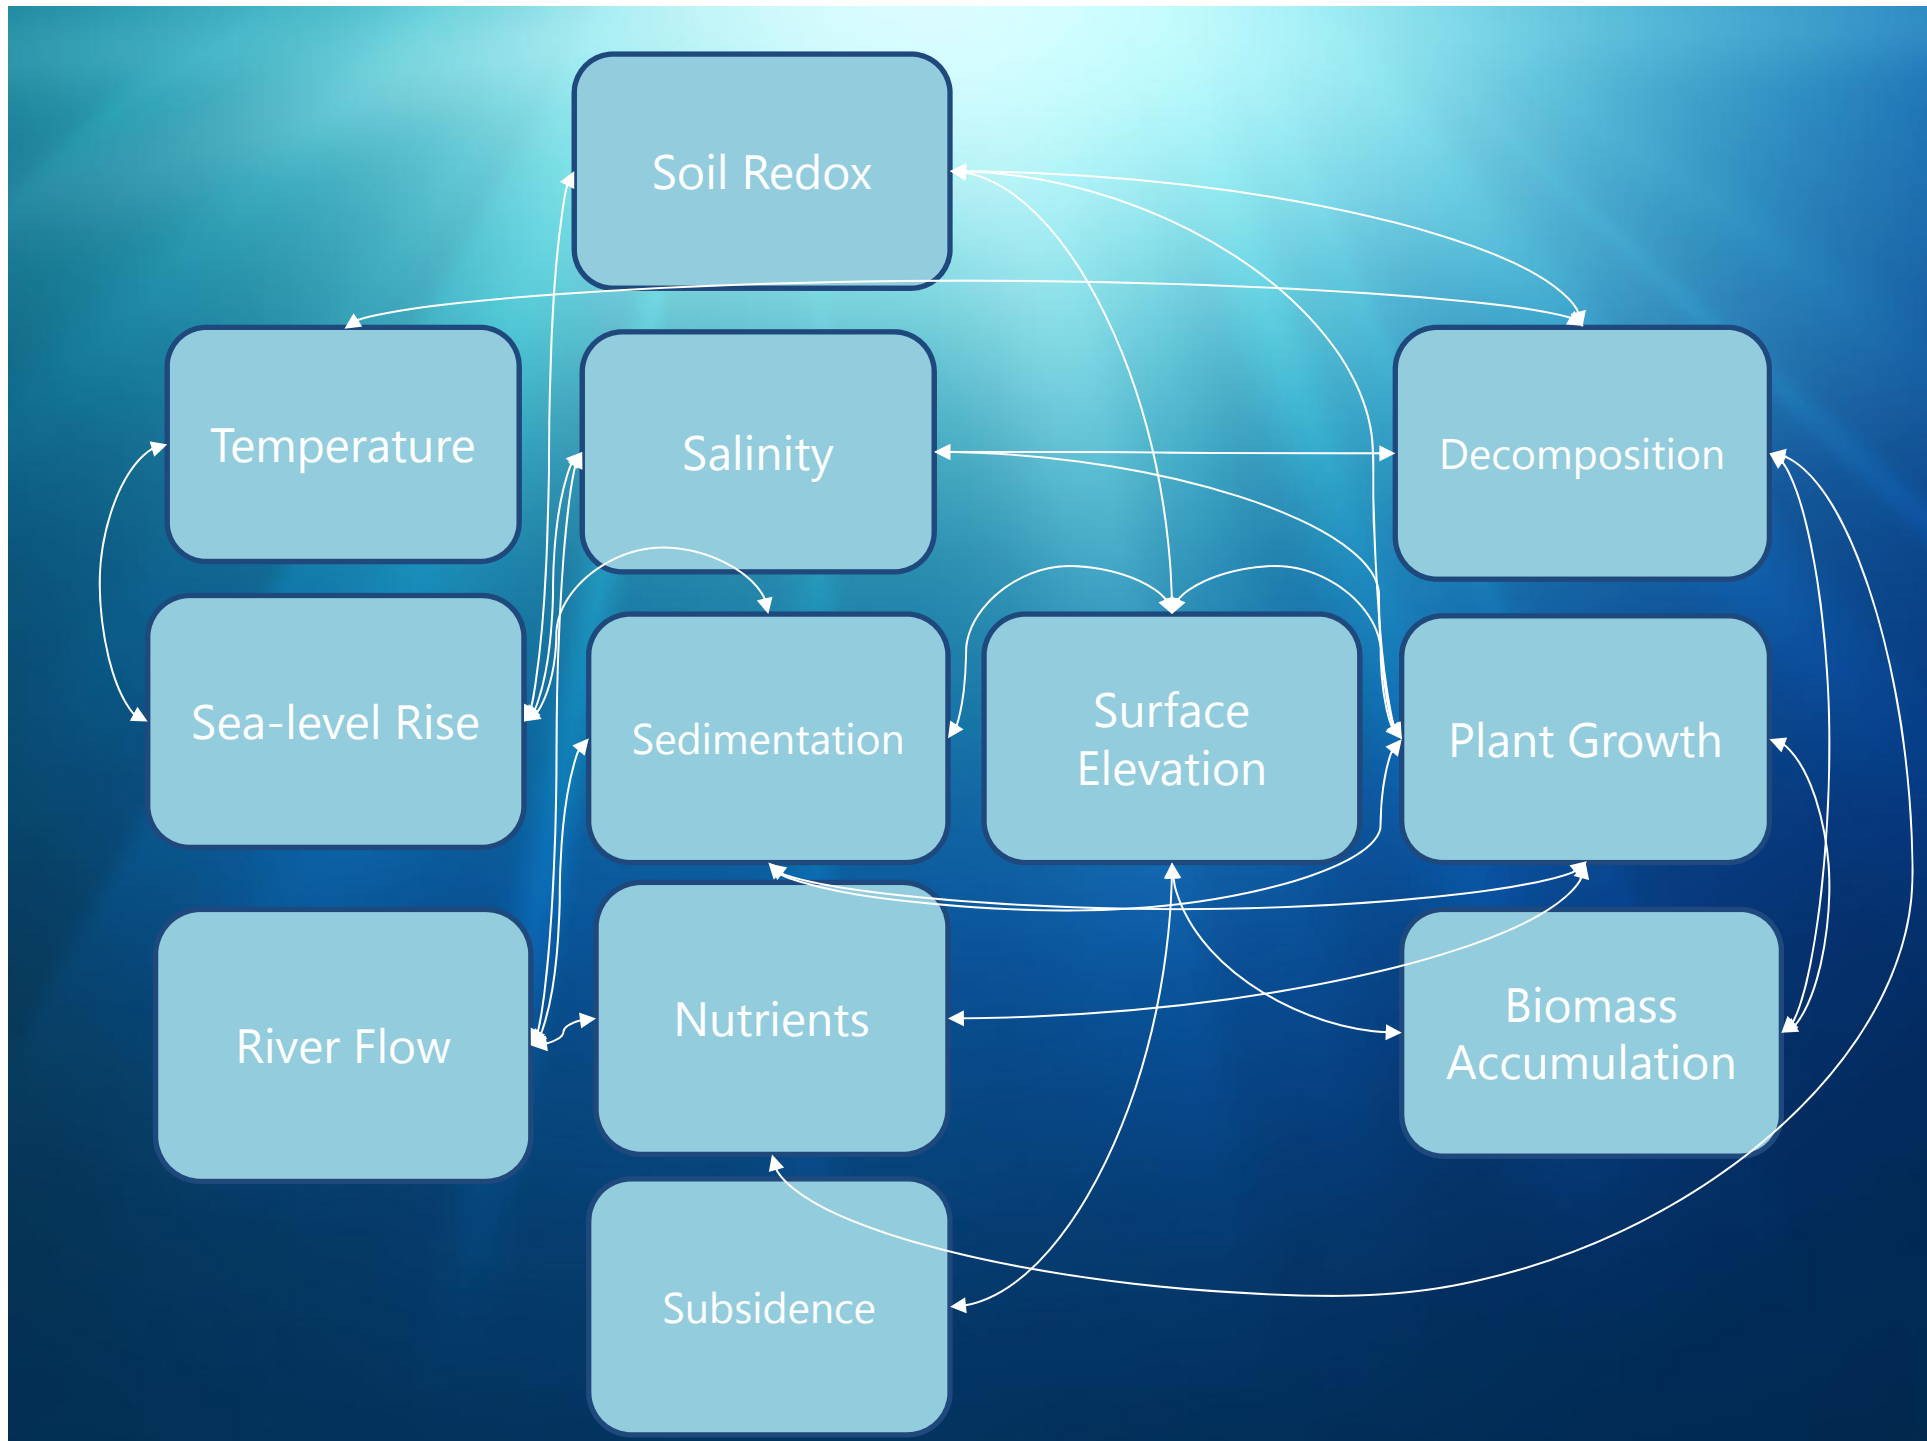 Soil Redox
Temperature
Salinity
Decomposition
Sea-level Rise
Sedimentation
Surface
Elevation
Plant Growth
River Flow
Nutrients
Biomass
Accumulation
Subsidence